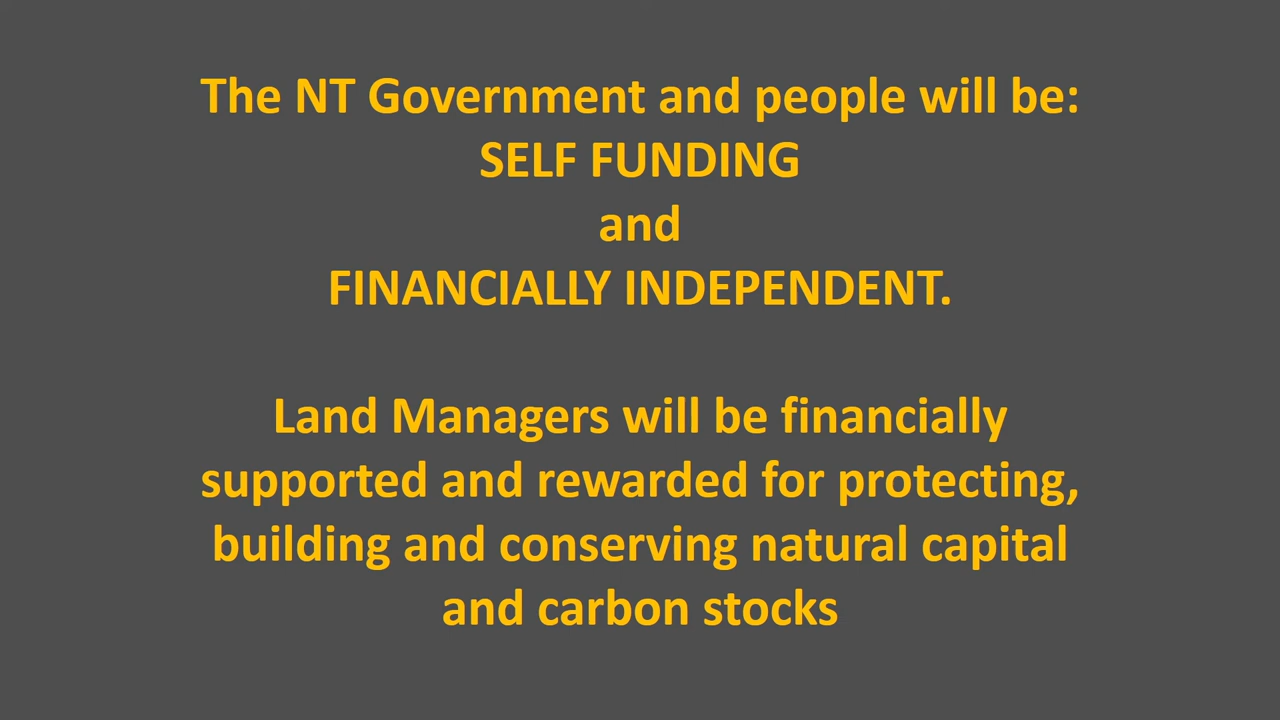 The NT Government and people will be:
SELF FUNDING
and
FINANCIALLY INDEPENDENT.
Land Managers will be financially
supported and rewarded for protecting,
building and conserving natural capital
and carbon stocks